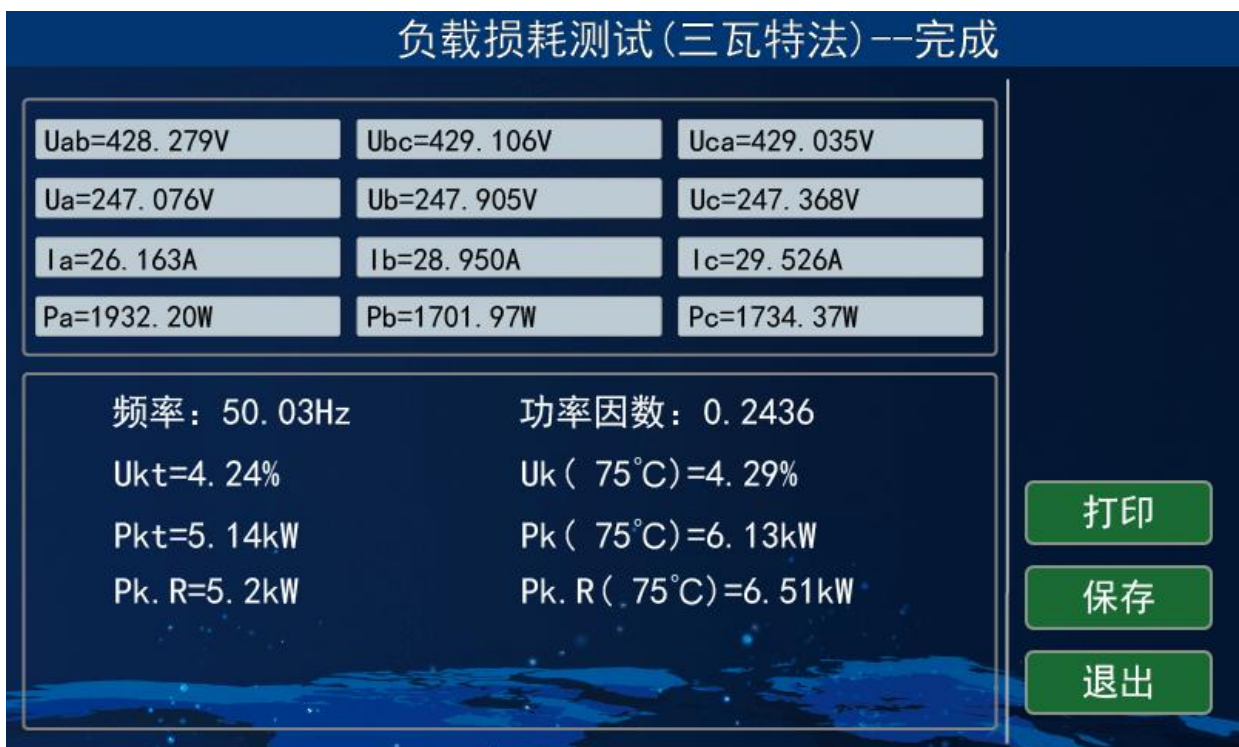 负载损耗测试(三瓦特法)--完成
Uab=428.279V Ubc=429.106V Uca=429.035V
Ua=247.076V Ub=247.905V Uc=247.368V
Ia=26.163A Ib=28.950A Ic=29.526A
Pa=1932.20W Pb=1701.97W Pc=1734.37W
频率：50.03Hz 功率因数：0.2436
Ukt=4.24% Uk( 75℃)=4.29%
Pkt=5.14kW Pk( 75℃)=6.13kW
Pk.R=5.2kW Pk.R( 75℃)=6.51kW
打印
保存
退出